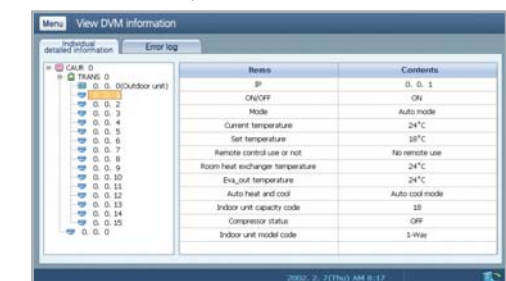 Menu View DVM information
Individual
detailed information
Error log
CAUR 0
TRANS 0
0. 0. 0(Outdoor unit)
0. 0. 1
0. 0. 2
0. 0. 3
0. 0. 4
0. 0. 5
0. 0. 6
0. 0. 7
0. 0. 8
0. 0. 9
0. 0. 10
0. 0. 11
0. 0. 12
0. 0. 13
0. 0. 14
0. 0. 15
0. 0. 0
Items Contents
IP 0. 0. 1
ON/OFF ON
Mode Auto mode
Current temperature 24°C
Set temperature 18°C
Remote control use or not No remote use
Room heat exchanger temperature 24°C
Eva_out temperature 24°C
Auto heat and cool Auto cool mode
Indoor unit capacity code 18
Compressor status OFF
Indoor unit model code 1-Way
2002. 2. 7(Thu) AM 8:17